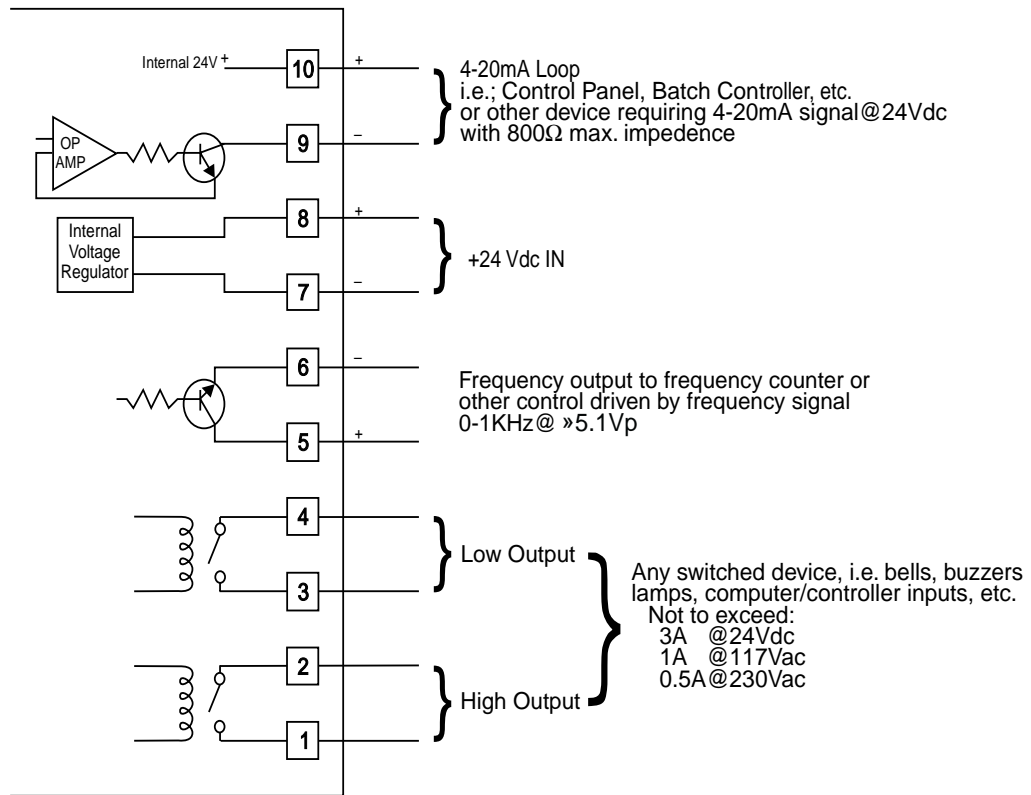 Internal 24V +
10
+
4-20mA Loop
i.e.; Control Panel, Batch Controller, etc.
or other device requiring 4-20mA signal@24Vdc
with 800Ω max. impedence
OP
AMP
9
–
8
+
Internal
Voltage
Regulator
+24 Vdc IN
7
–
6
–
Frequency output to frequency counter or
other control driven by frequency signal
0-1KHz@ »5.1Vp
5
+
4
Low Output
3
Any switched device, i.e. bells, buzzers
lamps, computer/controller inputs, etc.
Not to exceed:
3A @24Vdc
1A @117Vac
0.5A@230Vac
2
High Output
1